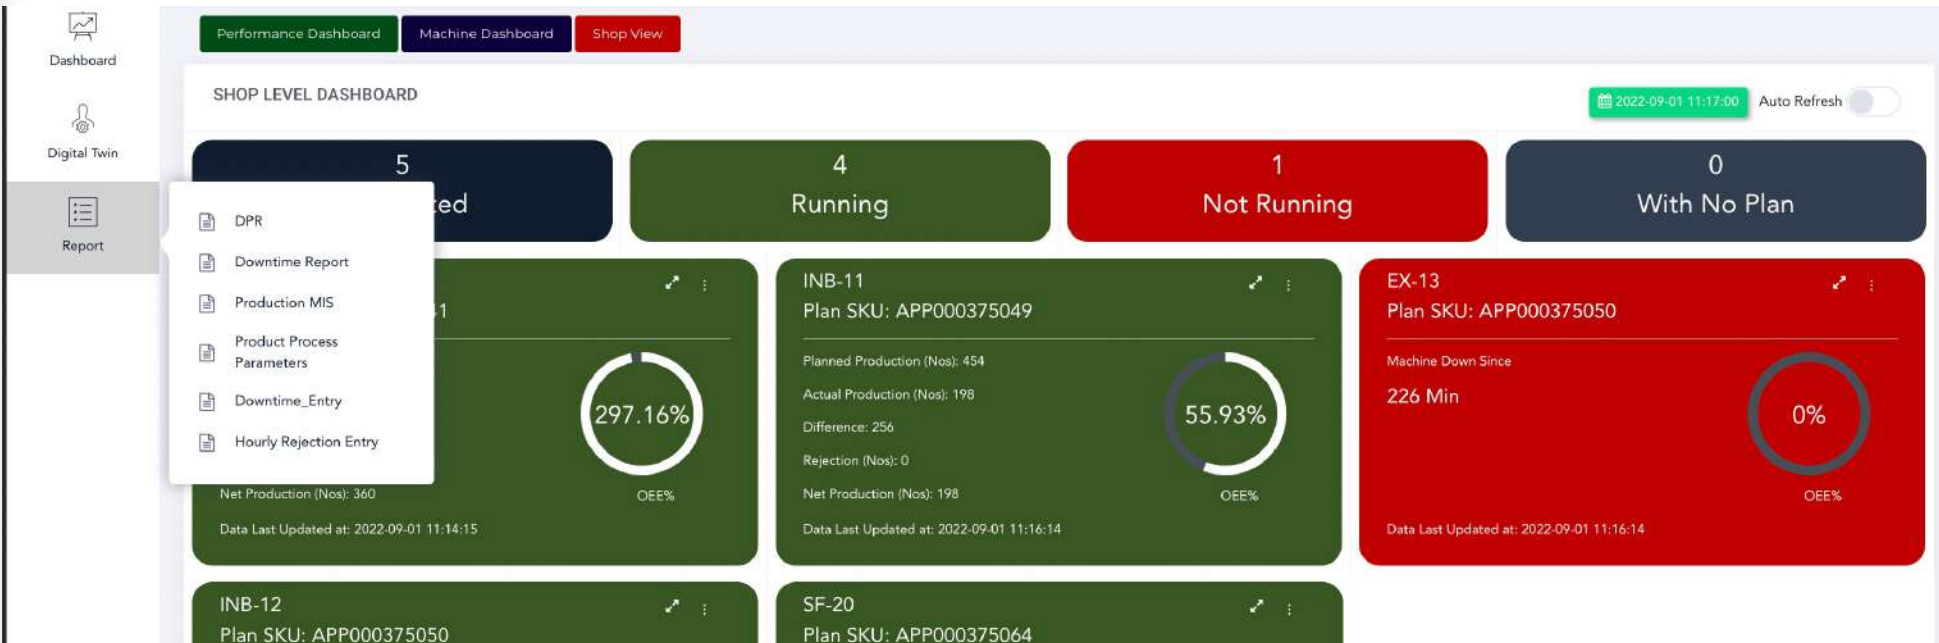 Dashboard
Digital Twin
Report
Performance Dashboard
Machine Dashboard
Shop View
SHOP LEVEL DASHBOARD
2022-09-01 11:17:00
Auto Refresh
5
4
Running
1
Not Running
0
With No Plan
DPR
Downtime Report
Production MIS
Product Process
Parameters
Downtime_Entry
Hourly Rejection Entry
297.16%
OEE%
Net Production (Nos): 360
Data Last Updated at: 2022-09-01 11:14:15
INB-11
Plan SKU: APP000375049
Planned Production (Nos): 454
Actual Production (Nos): 198
Difference: 256
Rejection (Nos): 0
Net Production (Nos): 198
55.93%
OEE%
Data Last Updated at: 2022-09-01 11:16:14
EX-13
Plan SKU: APP000375050
Machine Down Since
226 Min
0%
OEE%
Data Last Updated at: 2022-09-01 11:16:14
INB-12
Plan SKU: APP000375050
SF-20
Plan SKU: APP000375064